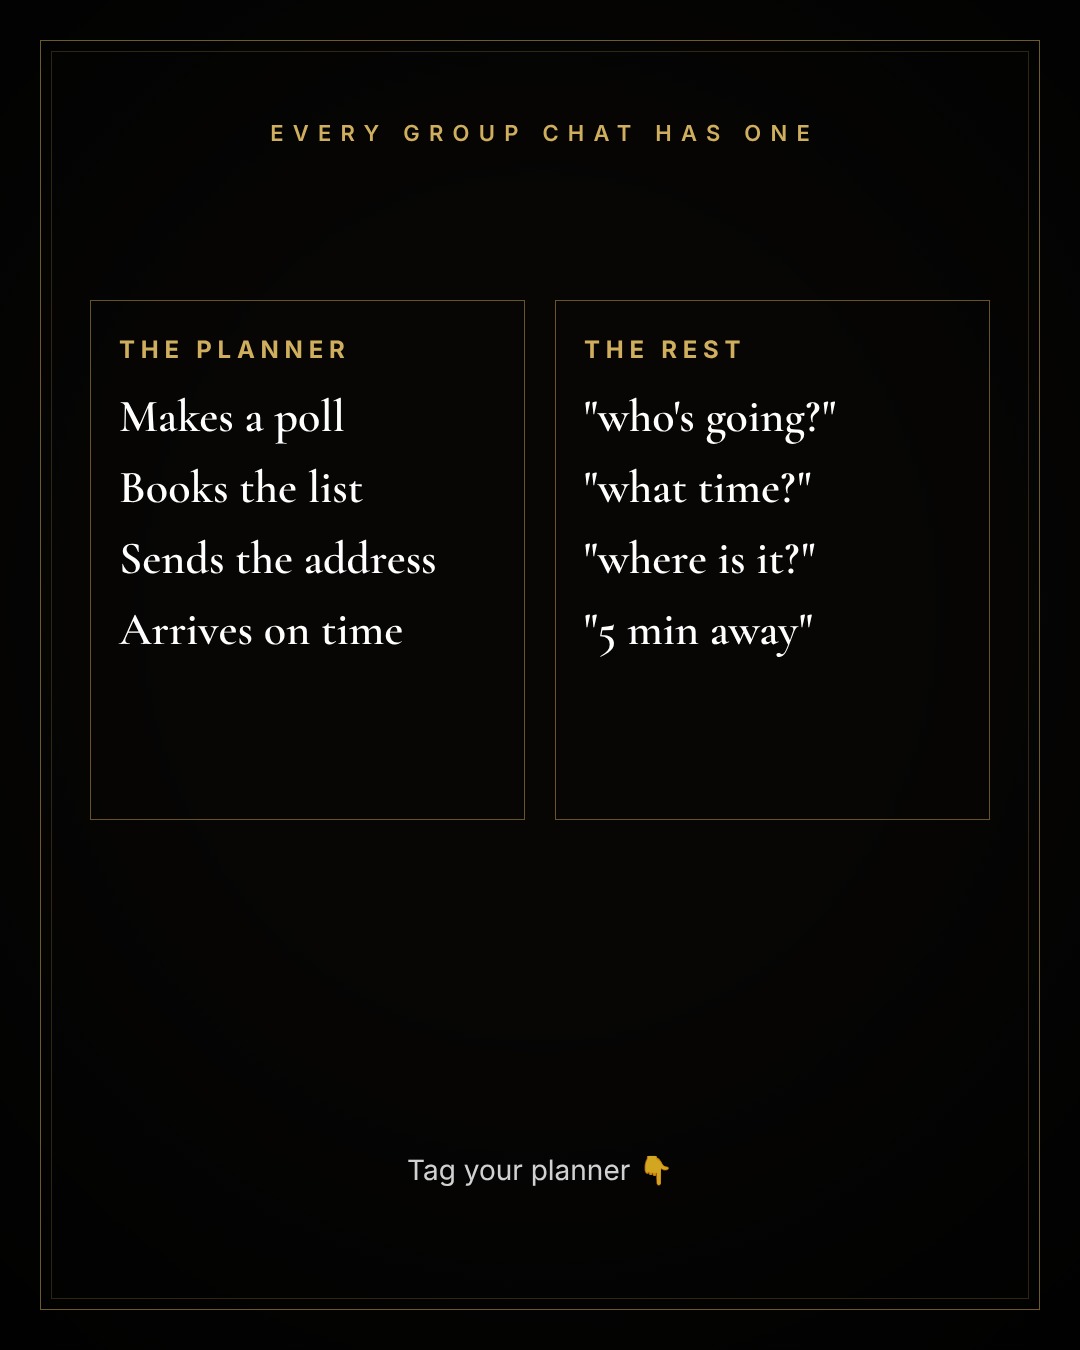 EVERY GROUP CHAT HAS ONE
THE PLANNER
Makes a poll
Books the list
Sends the address
Arrives on time
THE REST
"who's going?"
"what time?"
"where is it?"
"5 min away"
Tag your planner 👇